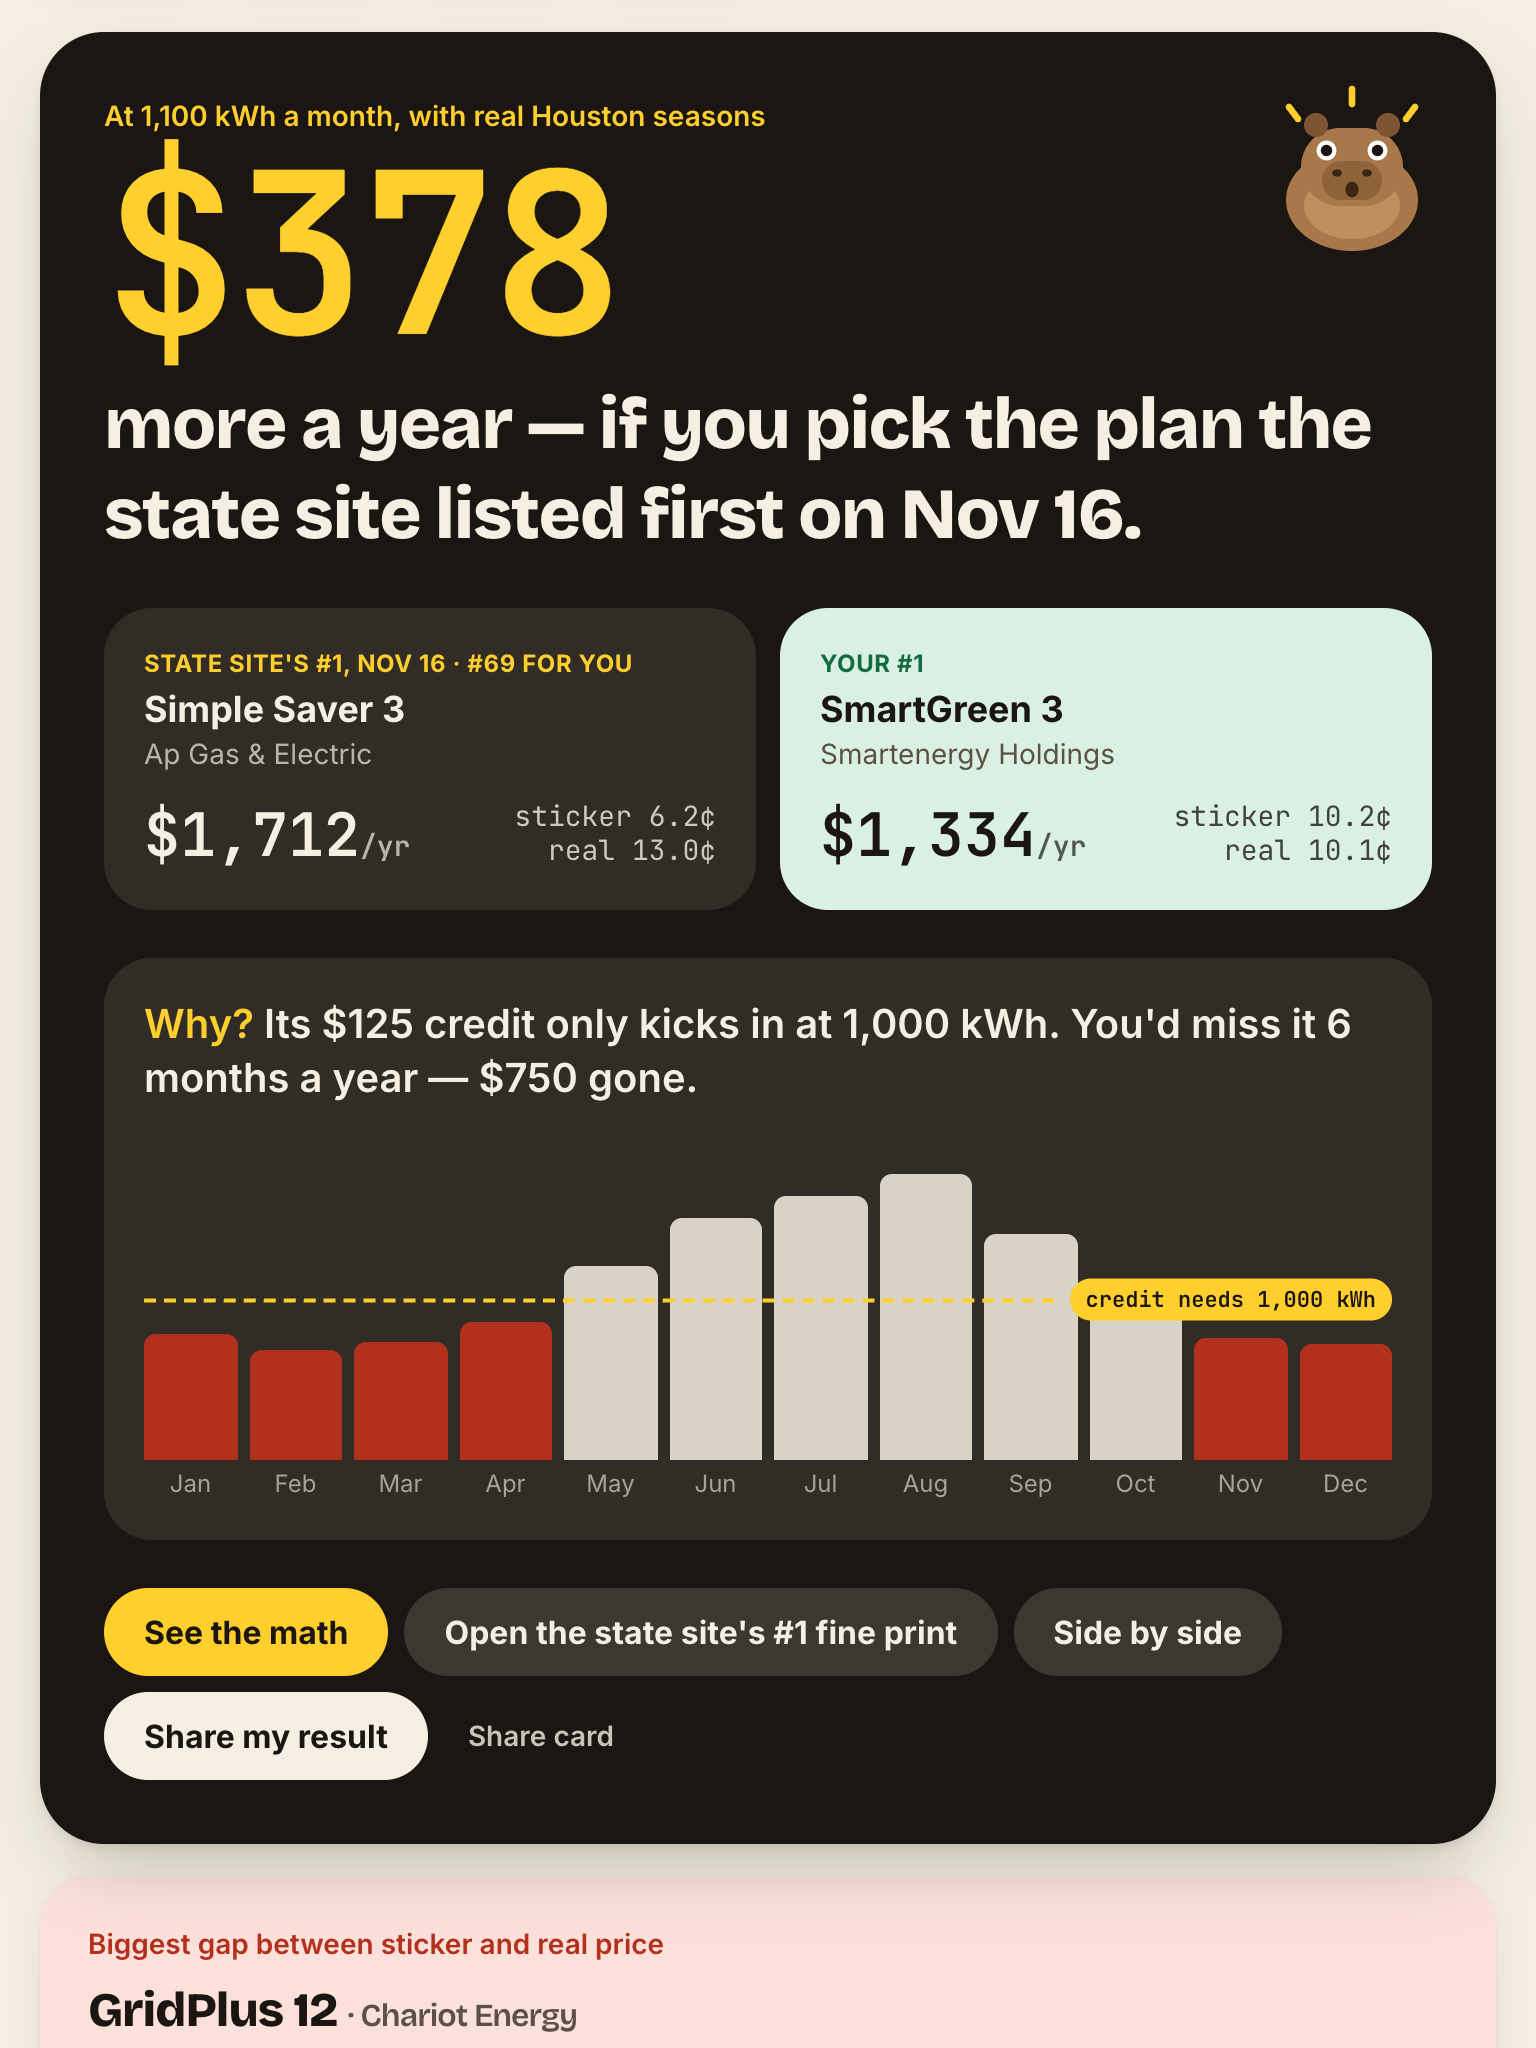 At 1,100 kWh a month, with real Houston seasons
$378
more a year — if you pick the plan the
state site listed first on Nov 16.
STATE SITE'S #1, NOV 16 · #69 FOR YOU
Simple Saver 3
Ap Gas & Electric
$1,712/yr
sticker 6.2¢
real 13.0¢
YOUR #1
SmartGreen 3
Smartenergy Holdings
$1,334/yr
sticker 10.2¢
real 10.1¢
Why? Its $125 credit only kicks in at 1,000 kWh. You'd miss it 6
months a year — $750 gone.
credit needs 1,000 kWh
Jan Feb Mar Apr May Jun Jul Aug Sep Oct Nov Dec
See the math
Open the state site's #1 fine print
Side by side
Share my result
Share card
Biggest gap between sticker and real price
GridPlus 12 · Chariot Energy